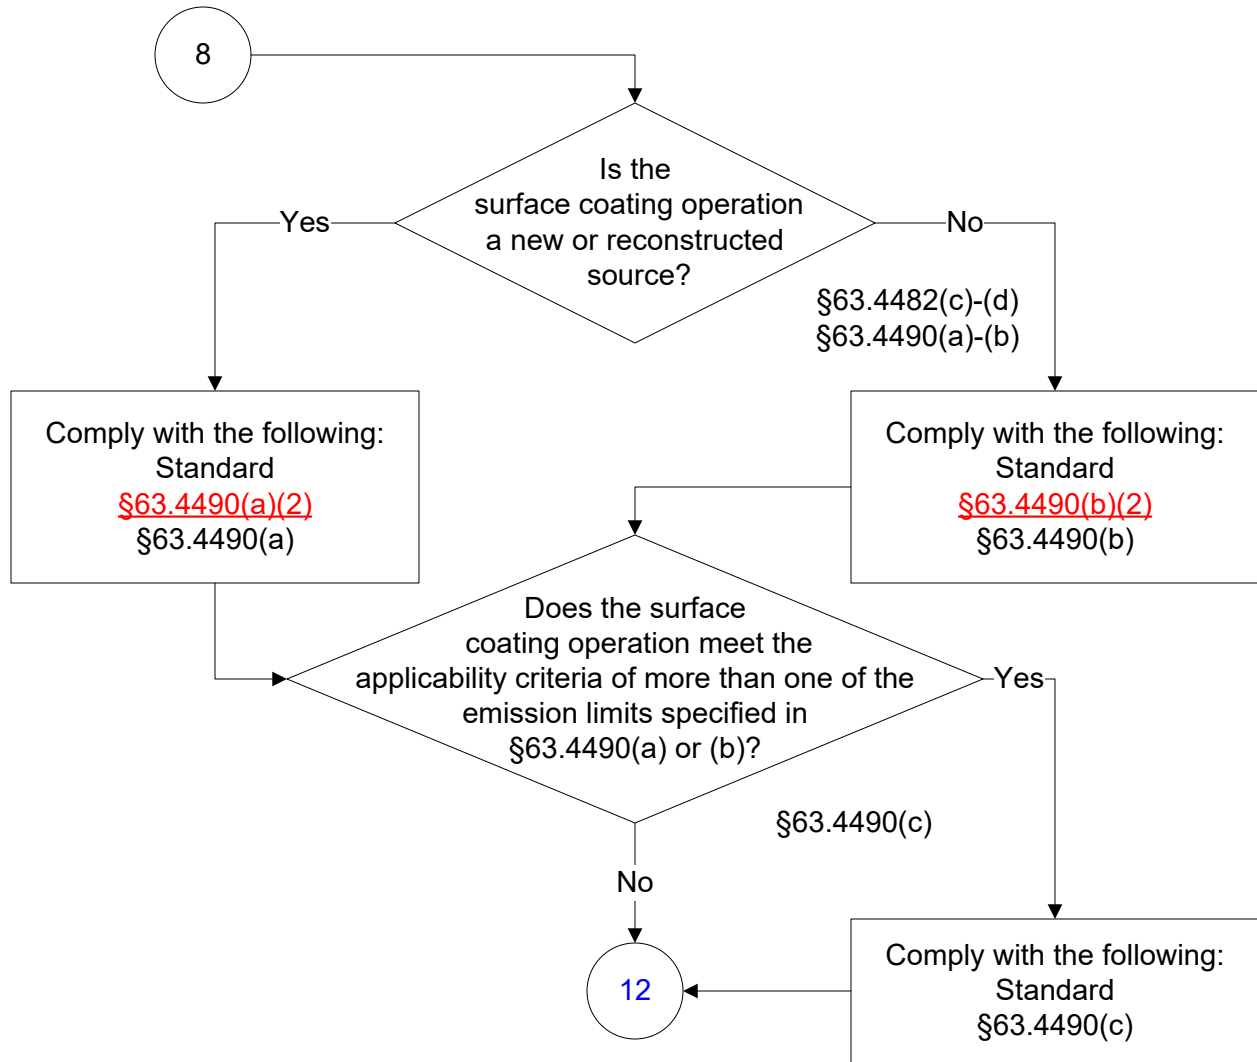 8
Is the
surface coating operation
a new or reconstructed
source?
Yes
No
§63.4482(c)-(d)
§63.4490(a)-(b)
Comply with the following:
Standard
§63.4490(a)(2)
§63.4490(a)
Comply with the following:
Standard
§63.4490(b)(2)
§63.4490(b)
Does the surface
coating operation meet the
applicability criteria of more than one of the
emission limits specified in
§63.4490(a) or (b)?
Yes
§63.4490(c)
No
12
Comply with the following:
Standard
§63.4490(c)